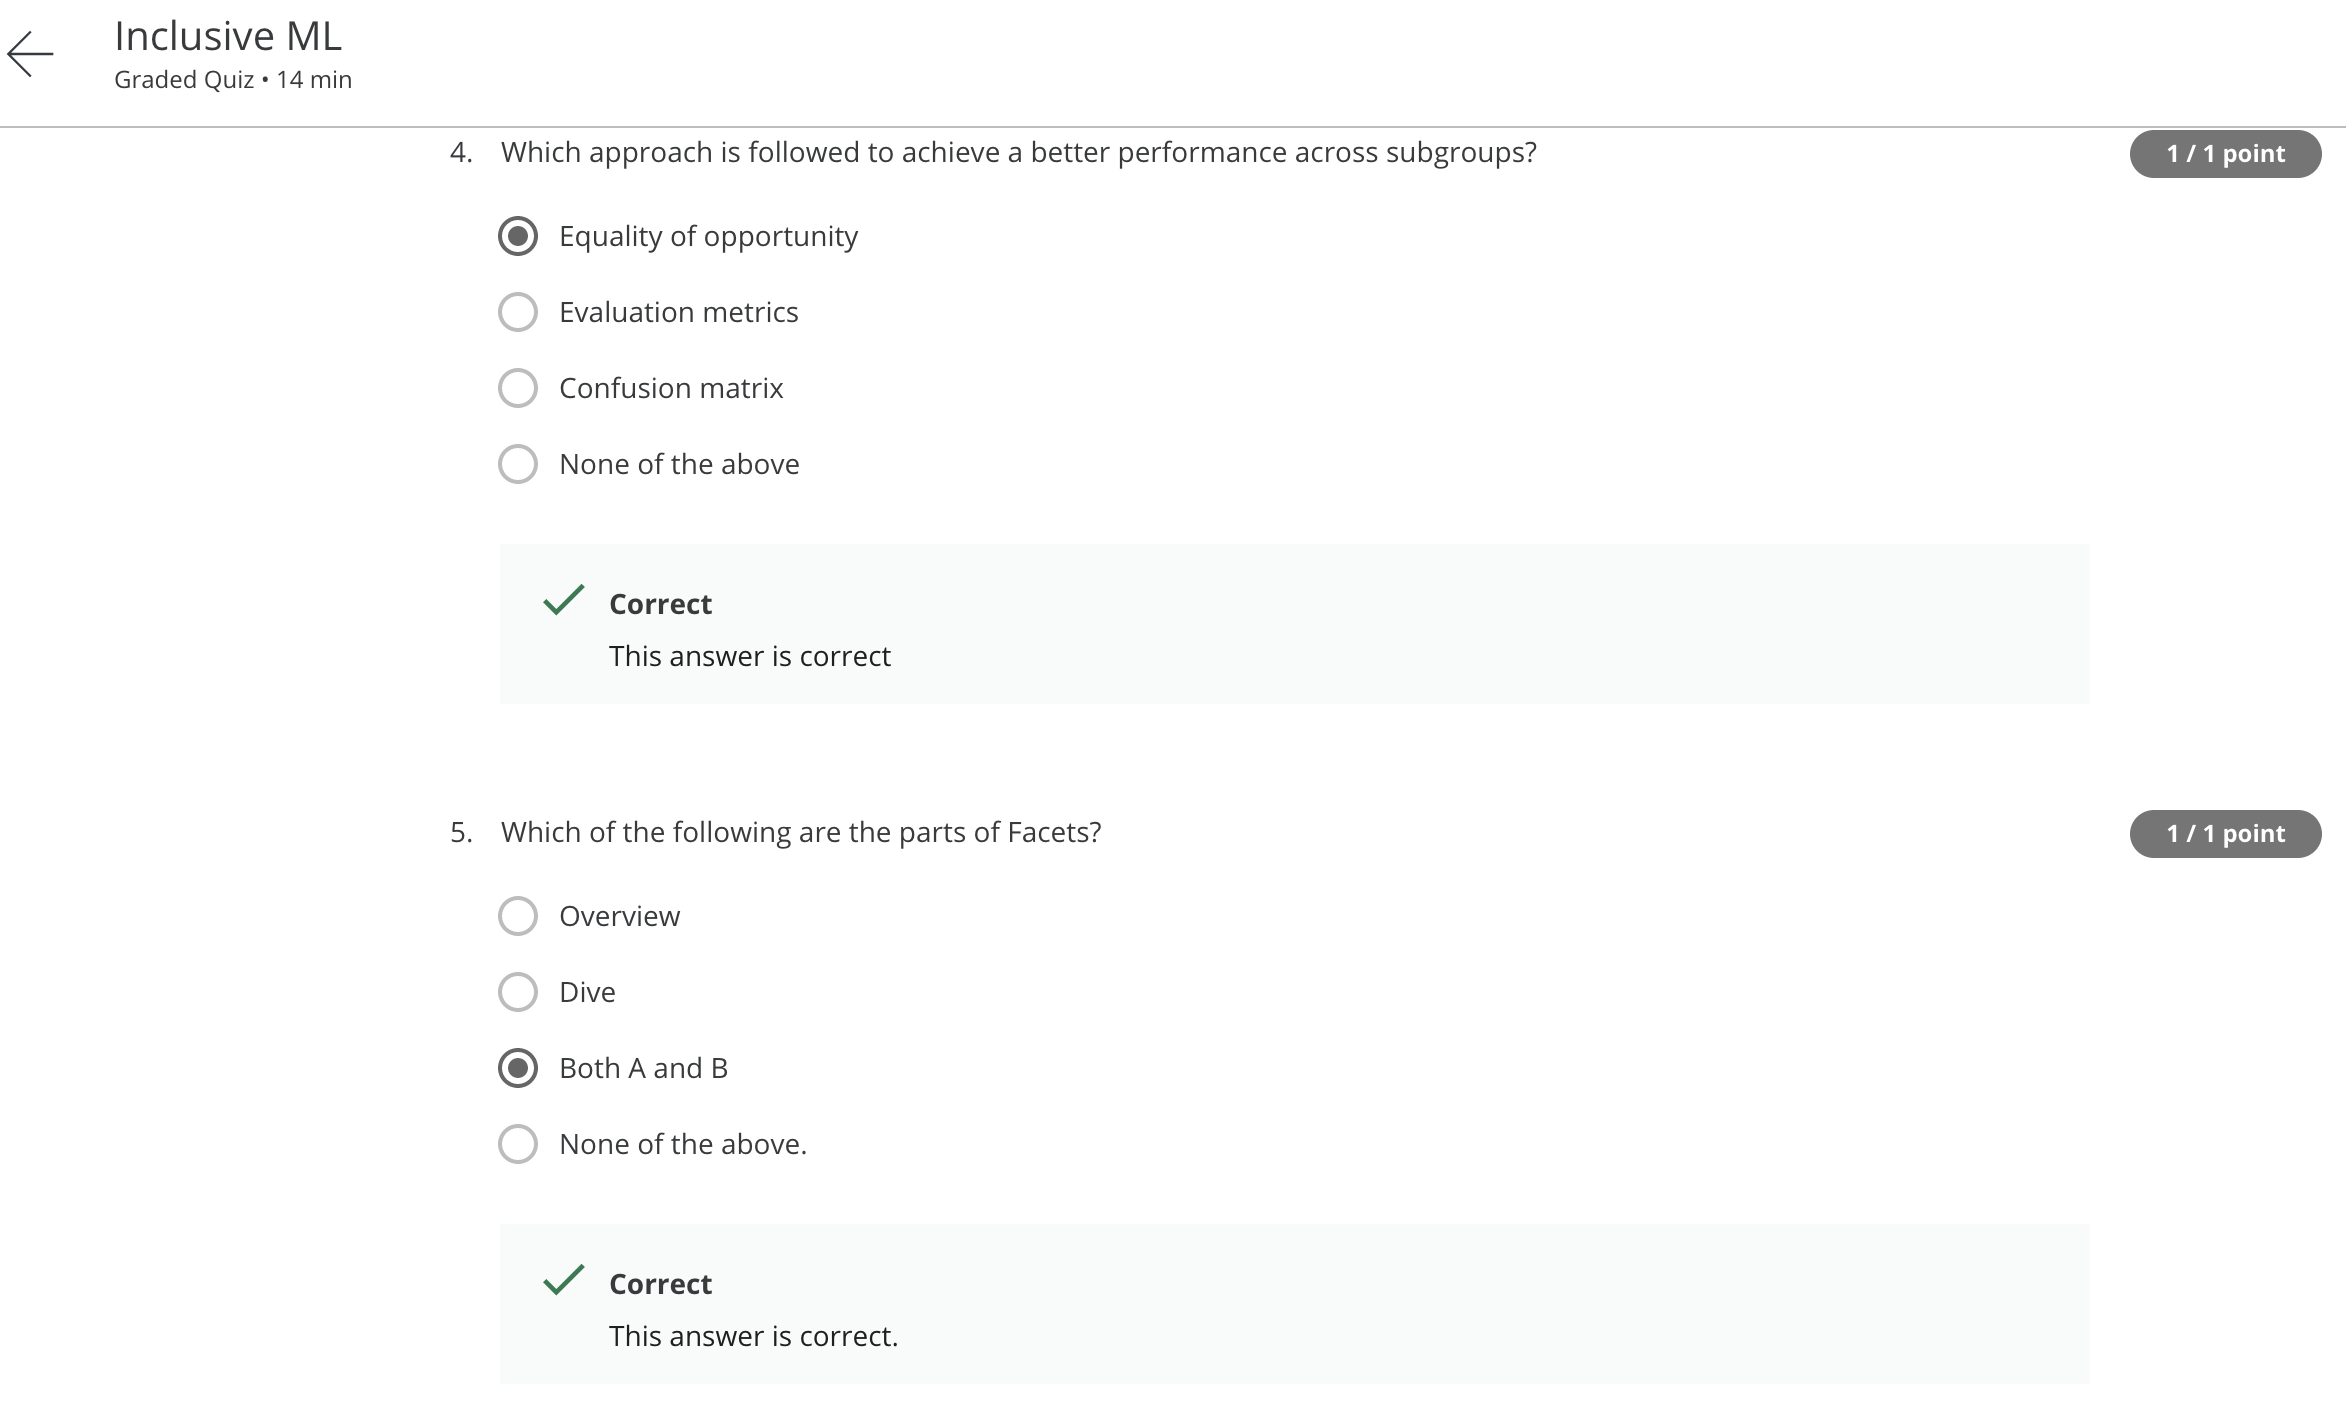 Inclusive ML
Graded Quiz • 14 min
4. Which approach is followed to achieve a better performance across subgroups?
1 / 1 point
Equality of opportunity
Evaluation metrics
Confusion matrix
None of the above
Correct
This answer is correct
5. Which of the following are the parts of Facets?
1 / 1 point
Overview
Dive
Both A and B
None of the above.
Correct
This answer is correct.